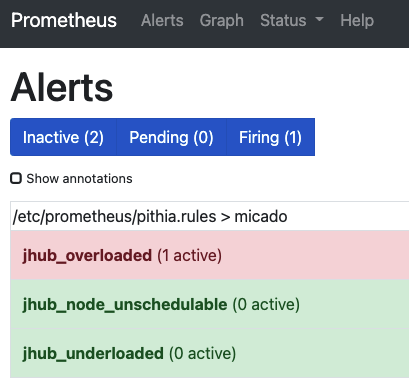 Prometheus Alerts Graph Status Help
Alerts
Inactive (2) Pending (0) Firing (1)
Show annotations
/etc/prometheus/pithia.rules > micado
jhub_overloaded (1 active)
jhub_node_unschedulable (0 active)
jhub_underloaded (0 active)